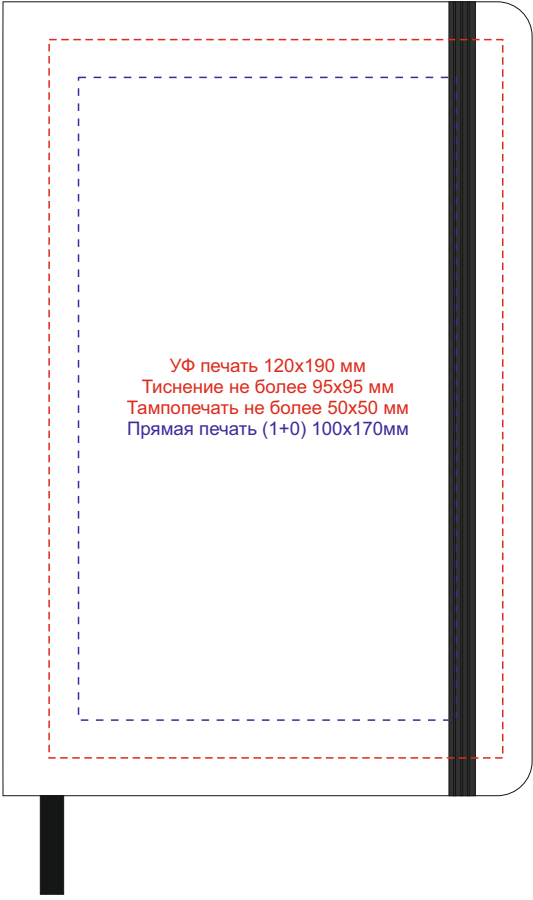 УФ печать 120х190 мм
Тиснение не более 95х95 мм
Тампопечать не более 50х50 мм
Прямая печать (1+0) 100х170мм